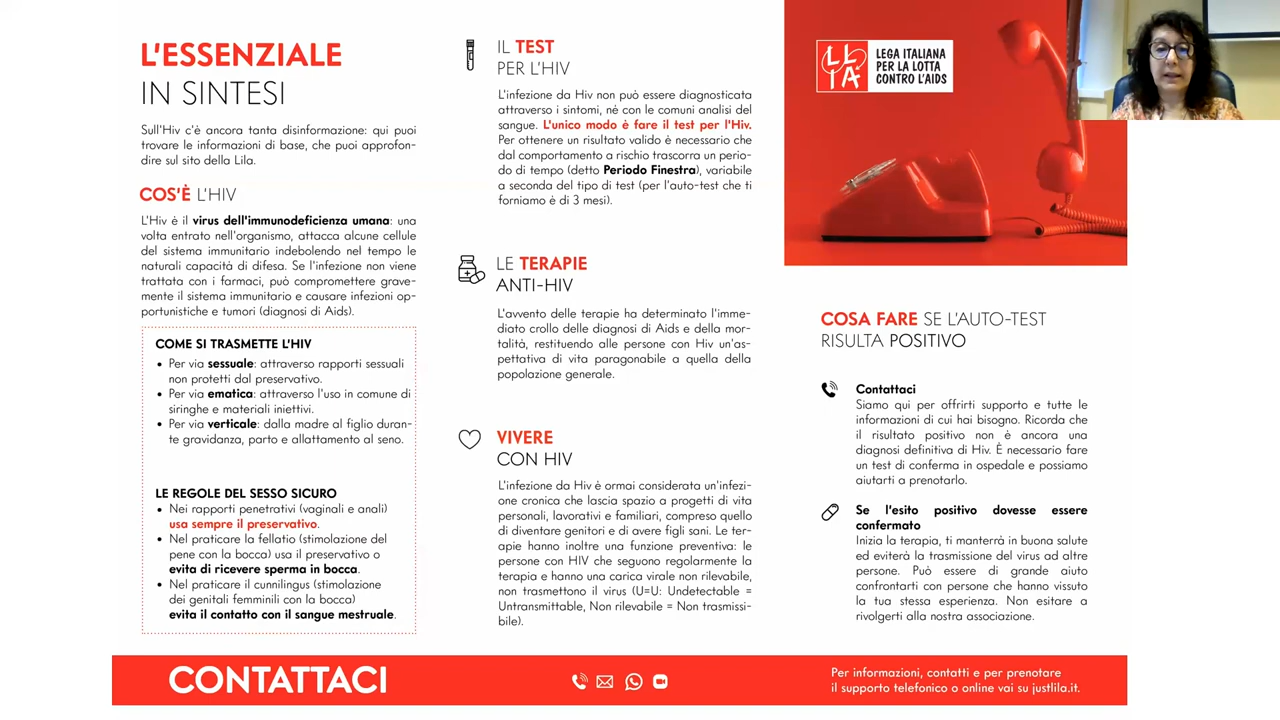 L'ESSENZIALE
IN SINTESI
Sull'Hiv c'è ancora tanta disinformazione: qui puoi
trovare le informazioni di base, che puoi approfon-
dire sul sito della Lila.
COS'È L'HIV
L'Hiv è il virus dell'immunodeficienza umana: una
volta entrato nell'organismo, attacca alcune cellule
del sistema immunitario indebolendo nel tempo le
naturali capacità di difesa. Se l'infezione non viene
trattata con i farmaci, può compromettere grave-
mente il sistema immunitario e causare infezioni op-
portunistiche e tumori (diagnosi di Aids).
COME SI TRASMETTE L'HIV
• Per via sessuale: attraverso rapporti sessuali
non protetti dal preservativo.
• Per via ematica: attraverso l'uso in comune di
siringhe e materiali iniettivi.
• Per via verticale: dalla madre al figlio duran-
te gravidanza, parto e allattamento al seno.
LE REGOLE DEL SESSO SICURO
• Nei rapporti penetrativi (vaginali e anali)
usa sempre il preservativo.
• Nel praticare la fellatio (stimolazione del
pene con la bocca) usa il preservativo o
evita di ricevere sperma in bocca.
• Nel praticare il cunnilingus (stimolazione
dei genitali femminili con la bocca)
evita il contatto con il sangue mestruale.
IL TEST
PER L'HIV
L'infezione da Hiv non può essere diagnosticata
attraverso i sintomi, né con le comuni analisi del
sangue. L'unico modo è fare il test per l'Hiv.
Per ottenere un risultato valido è necessario che
dal comportamento a rischio trascorra un perio-
do di tempo (detto Periodo Finestra), variabile
a seconda del tipo di test (per l'auto-test che ti
forniamo è di 3 mesi).
LE TERAPIE
ANTI-HIV
L'avvento delle terapie ha determinato l'imme-
diato crollo delle diagnosi di Aids e della mor-
talità, restituendo alle persone con Hiv un'as-
pettativa di vita paragonabile a quella della
popolazione generale.
VIVERE
CON HIV
L'infezione da Hiv è ormai considerata un'infezi-
one cronica che lascia spazio a progetti di vita
personali, lavorativi e familiari, compreso quello
di diventare genitori e di avere figli sani. Le ter-
apie hanno inoltre una funzione preventiva: le
persone con HIV che seguono regolarmente la
terapia e hanno una carica virale non rilevabile,
non trasmettono il virus (U=U: Undetectable =
Untransmittable, Non rilevabile = Non trasmissi-
bile).
LILA
LEGA ITALIANA
PER LA LOTTA
CONTRO L'AIDS
COSA FARE SE L'AUTO-TEST
RISULTA POSITIVO
Contattaci
Siamo qui per offrirti supporto e tutte le
informazioni di cui hai bisogno. Ricorda che
il risultato positivo non è ancora una
diagnosi definitiva di Hiv. È necessario fare
un test di conferma in ospedale e possiamo
aiutarti a prenotarlo.
Se l'esito positivo dovesse essere
confermato
Inizia la terapia, ti manterrà in buona salute
ed eviterà la trasmissione del virus ad altre
persone. Può essere di grande aiuto
confrontarti con persone che hanno vissuto
la tua stessa esperienza. Non esitare a
rivolgerti alla nostra associazione.
CONTATTACI
Per informazioni, contatti e per prenotare
il supporto telefonico o online vai su justlila.it.